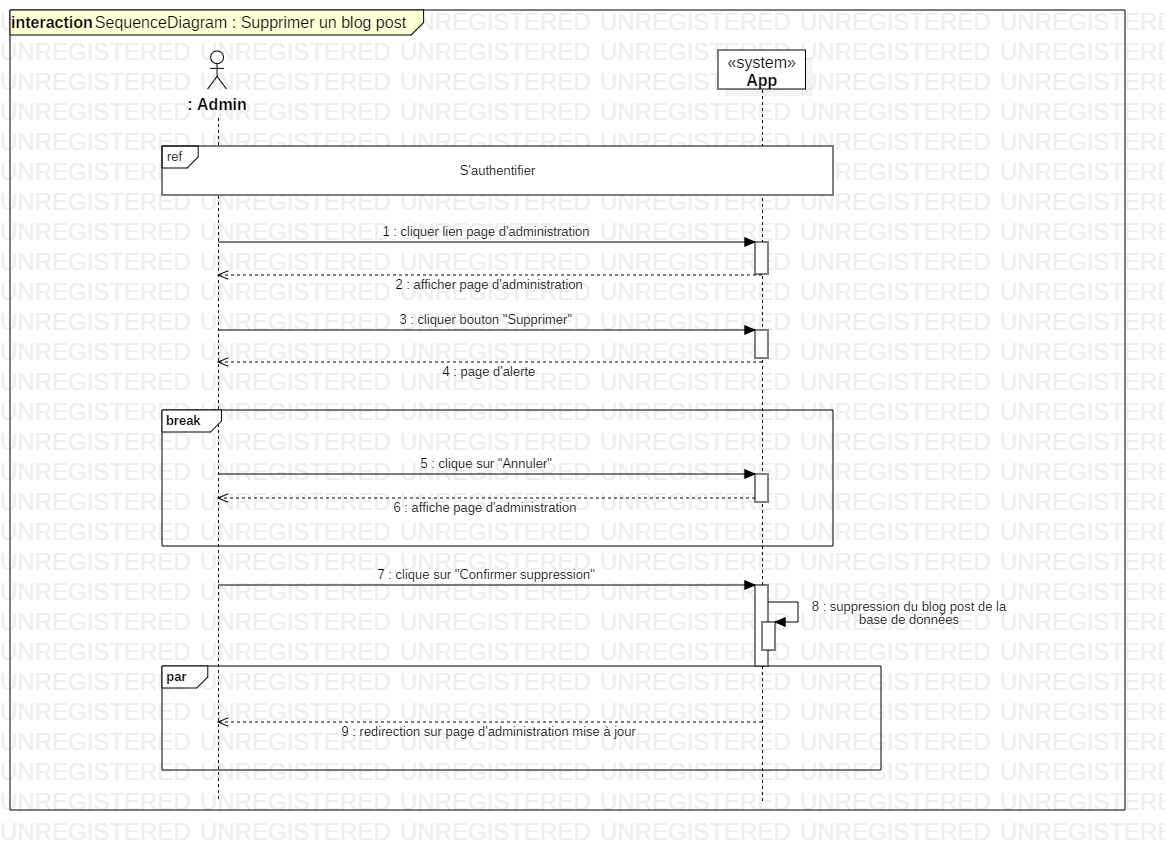 interaction SequenceDiagram : Supprimer un blog post
«system»
App
: Admin
ref
S'authentifier
1 : cliquer lien page d'administration
2 : afficher page d'administration
3 : cliquer bouton "Supprimer"
4 : page d'alerte
break
5 : clique sur "Annuler"
6 : affiche page d'administration
7 : clique sur "Confirmer suppression"
8 : suppression du blog post de la
base de données
par
9 : redirection sur page d'administration mise à jour
UNREGISTERED UNREGISTERED UNREGISTERED UNREGISTERED UNREGISTERED UNREGISTERED